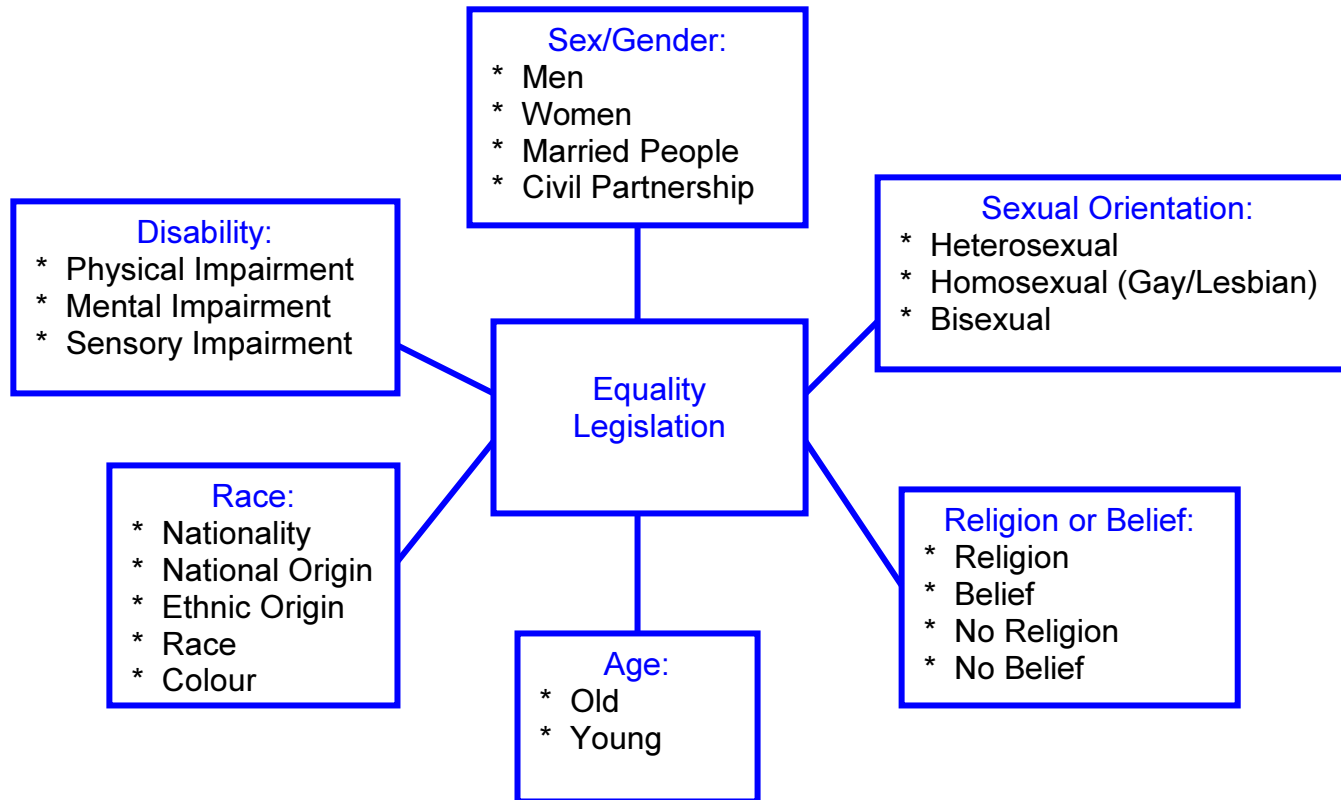 Sex/Gender:
* Men
* Women
* Married People
* Civil Partnership
Disability:
* Physical Impairment
* Mental Impairment
* Sensory Impairment
Sexual Orientation:
* Heterosexual
* Homosexual (Gay/Lesbian)
* Bisexual
Equality
Legislation
Race:
* Nationality
* National Origin
* Ethnic Origin
* Race
* Colour
Age:
* Old
* Young
Religion or Belief:
* Religion
* Belief
* No Religion
* No Belief